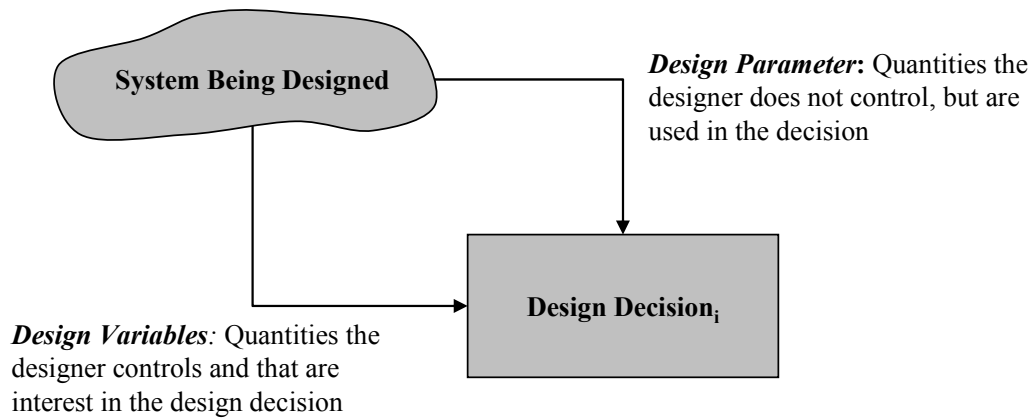 System Being Designed
Design Parameter: Quantities the
designer does not control, but are
used in the decision
Design Decisioni
Design Variables: Quantities the
designer controls and that are
interest in the design decision